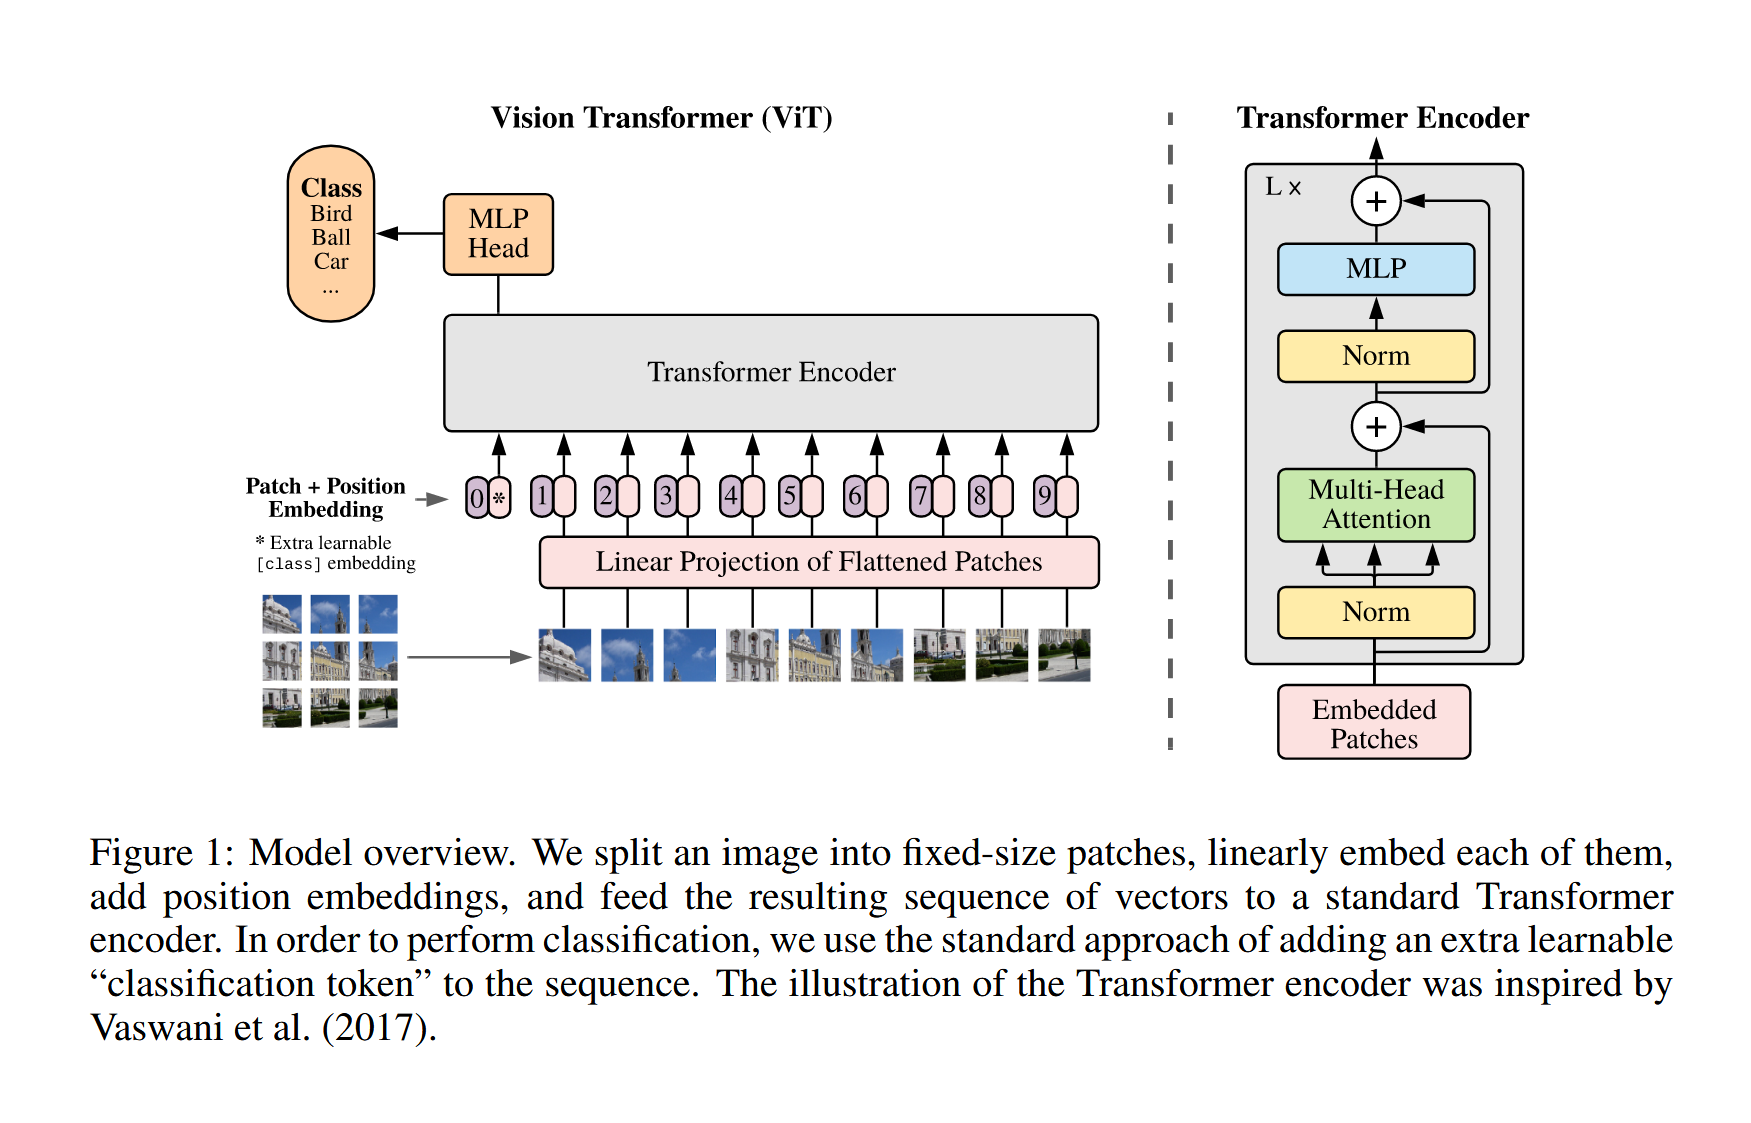 Vision Transformer (ViT)
Class
Bird
Ball
Car
...
MLP
Head
Transformer Encoder
Patch + Position
Embedding
* Extra learnable
[class] embedding
0 * 1 2 3 4 5 6 7 8 9
Linear Projection of Flattened Patches
Transformer Encoder
L ×
+
MLP
Norm
+
Multi-Head
Attention
Norm
Embedded
Patches
Figure 1: Model overview. We split an image into fixed-size patches, linearly embed each of them,
add position embeddings, and feed the resulting sequence of vectors to a standard Transformer
encoder. In order to perform classification, we use the standard approach of adding an extra learnable
“classification token” to the sequence. The illustration of the Transformer encoder was inspired by
Vaswani et al. (2017).